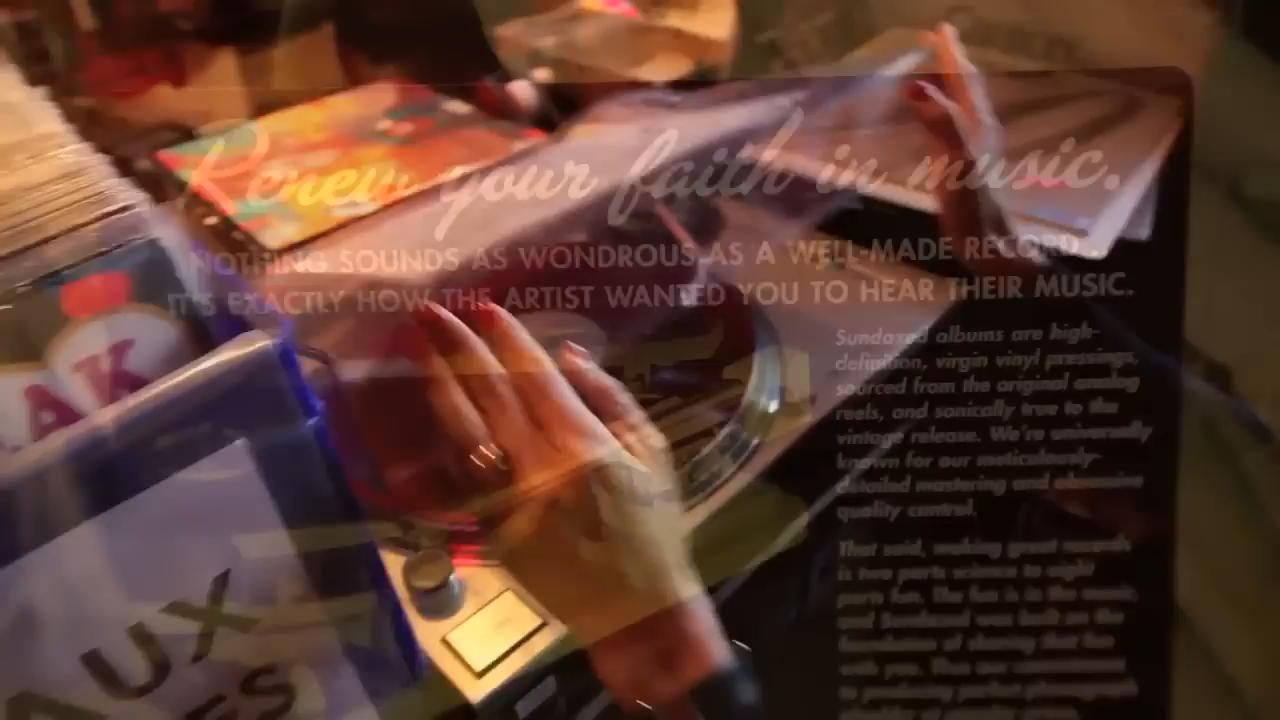 Renew your faith in music.
NOTHING SOUNDS AS WONDROUS AS A WELL-MADE RECORD...
IT'S EXACTLY HOW THE ARTIST WANTED YOU TO HEAR THEIR MUSIC.
Sundazed albums are high-
definition, virgin vinyl pressings,
sourced from the original analog
reels, and sonically true to the
vintage release. We're universally
known for our meticulously-
detailed mastering and obsessive
quality control.
That said, making great records
is two parts science to eight
parts fun. The fun is in the music,
and Sundazed was built on the
foundation of sharing that fun
with you. Thus our commitment
to producing perfect phonograph
AK
AUX
ES